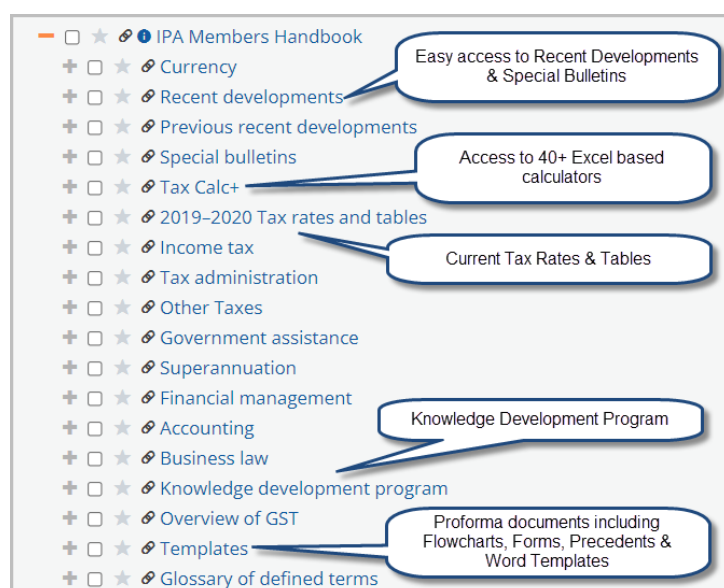 IPA Members Handbook
Currency
Easy access to Recent Developments
& Special Bulletins
Recent developments
Previous recent developments
Special bulletins
Access to 40+ Excel based
calculators
Tax Calc+
2019–2020 Tax rates and tables
Income tax
Current Tax Rates & Tables
Tax administration
Other Taxes
Government assistance
Superannuation
Financial management
Knowledge Development Program
Accounting
Business law
Knowledge development program
Overview of GST
Proforma documents including
Flowcharts, Forms, Precedents &
Word Templates
Templates
Glossary of defined terms